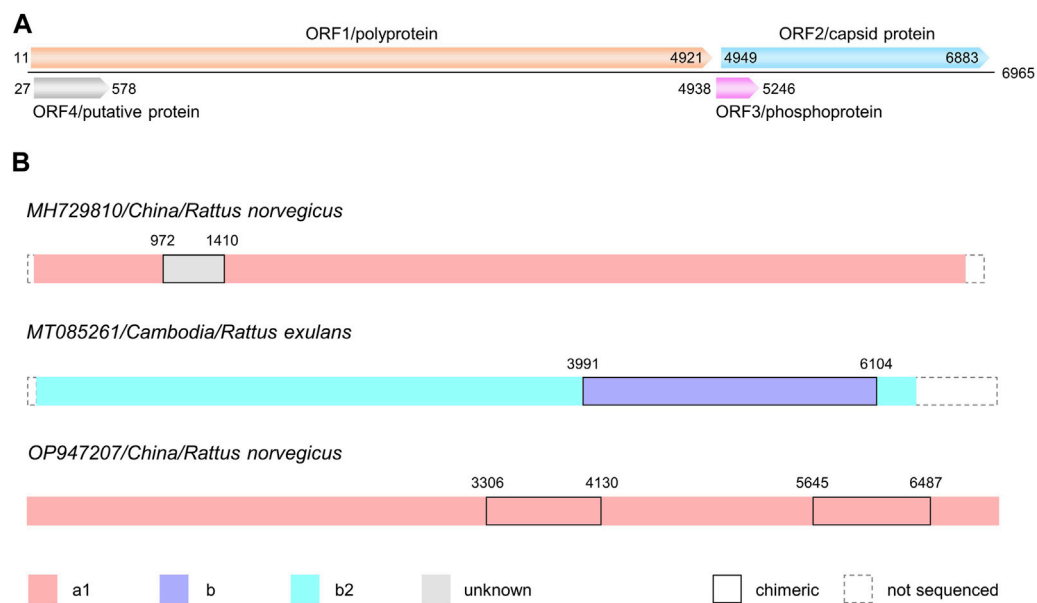 A
ORF1/polyprotein
ORF2/capsid protein
11
4921
4949
6883
6965
27
578
4938
5246
ORF4/putative protein
ORF3/phosphoprotein
B
MH729810/China/Rattus norvegicus
972
1410
MT085261/Cambodia/Rattus exulans
3991
6104
OP947207/China/Rattus norvegicus
3306
4130
5645
6487
a1
b
b2
unknown
chimeric
not sequenced